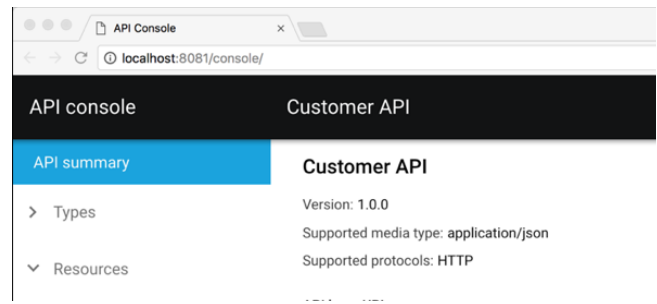 API Console
localhost:8081/console/
API console
Customer API
API summary
Customer API
Version: 1.0.0
Types
Supported media type: application/json
Supported protocols: HTTP
Resources